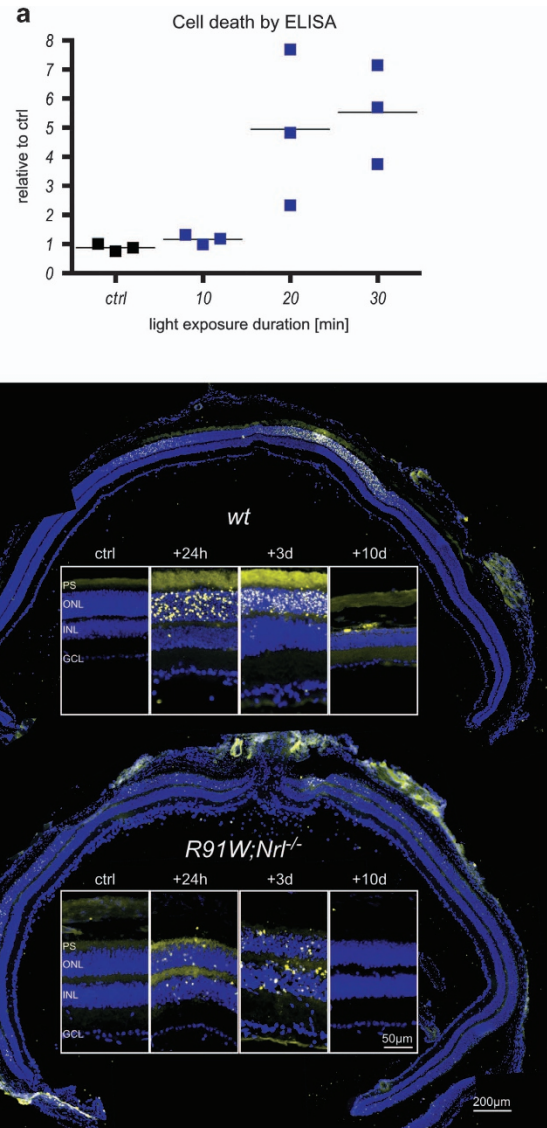 a
Cell death by ELISA
relative to ctrl
8
7
6
5
4
3
2
1
0
ctrl 10 20 30
light exposure duration [min]
wt
ctrl +24h +3d +10d
PS
ONL
INL
GCL
R91W;Nrl-/-
ctrl +24h +3d +10d
PS
ONL
INL
GCL
50µm
200µm